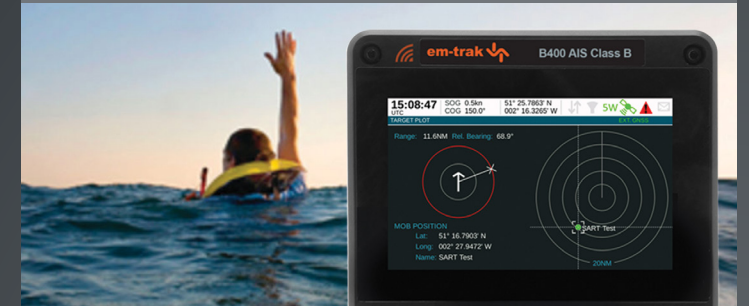 em-trak
B400 AIS Class B
15:08:47
UTC
SOG 0.5kn
COG 150.0°
51° 25.7863' N
002° 16.3265' W
5W
TARGET PLOT
EXT GNSS
Range: 11.6NM Rel. Bearing: 68.9°
MOB POSITION
Lat: 51° 16.7903' N
Long: 002° 27.9472' W
Name: SART Test
SART Test
20NM